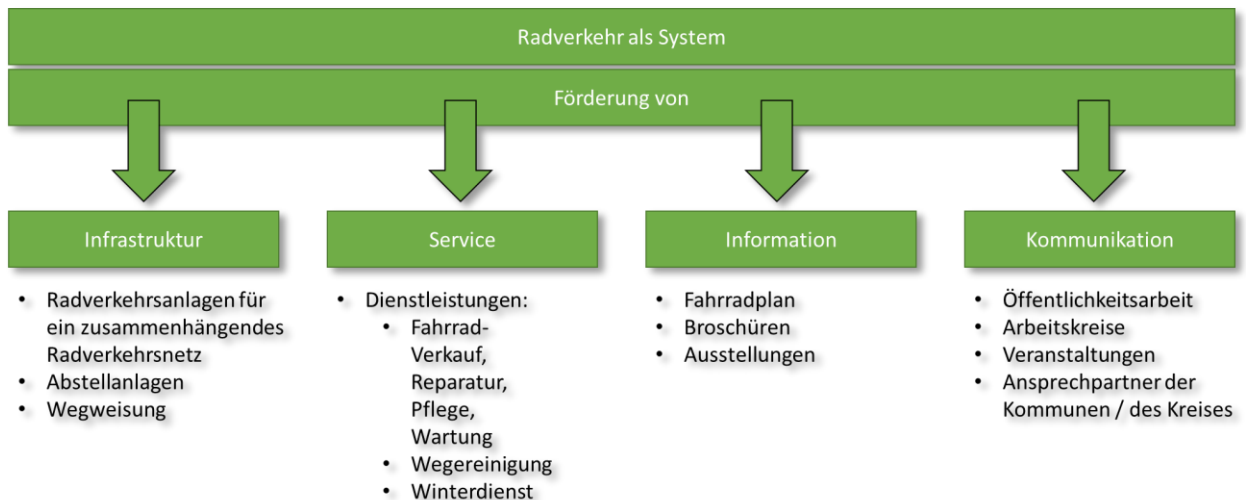 Radverkehr als System
Förderung von
Infrastruktur
• Radverkehrsanlagen für
ein zusammenhängendes
Radverkehrsnetz
• Abstellanlagen
• Wegweisung
Service
• Dienstleistungen:
• Fahrrad-
Verkauf,
Reparatur,
Pflege,
Wartung
• Wegereinigung
• Winterdienst
Information
• Fahrradplan
• Broschüren
• Ausstellungen
Kommunikation
• Öffentlichkeitsarbeit
• Arbeitskreise
• Veranstaltungen
• Ansprechpartner der
Kommunen / des Kreises